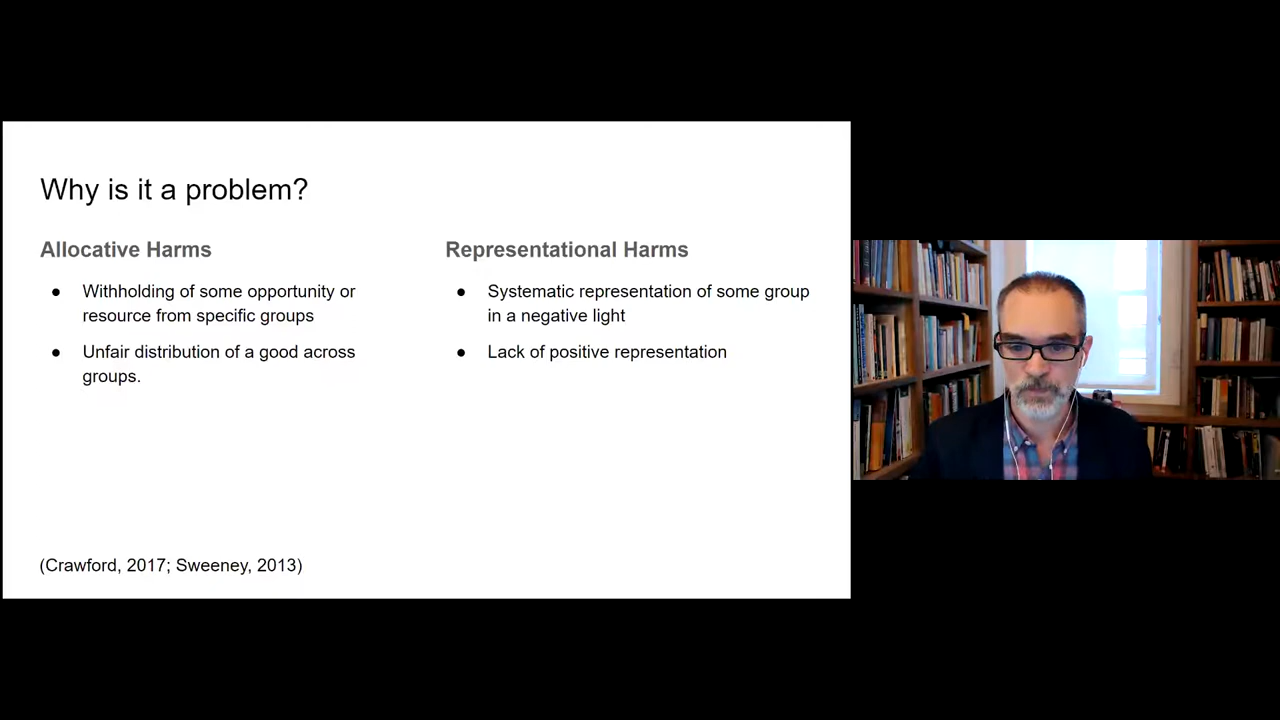 Why is it a problem?
Allocative Harms
● Withholding of some opportunity or
resource from specific groups
● Unfair distribution of a good across
groups.
Representational Harms
● Systematic representation of some group
in a negative light
● Lack of positive representation
(Crawford, 2017; Sweeney, 2013)